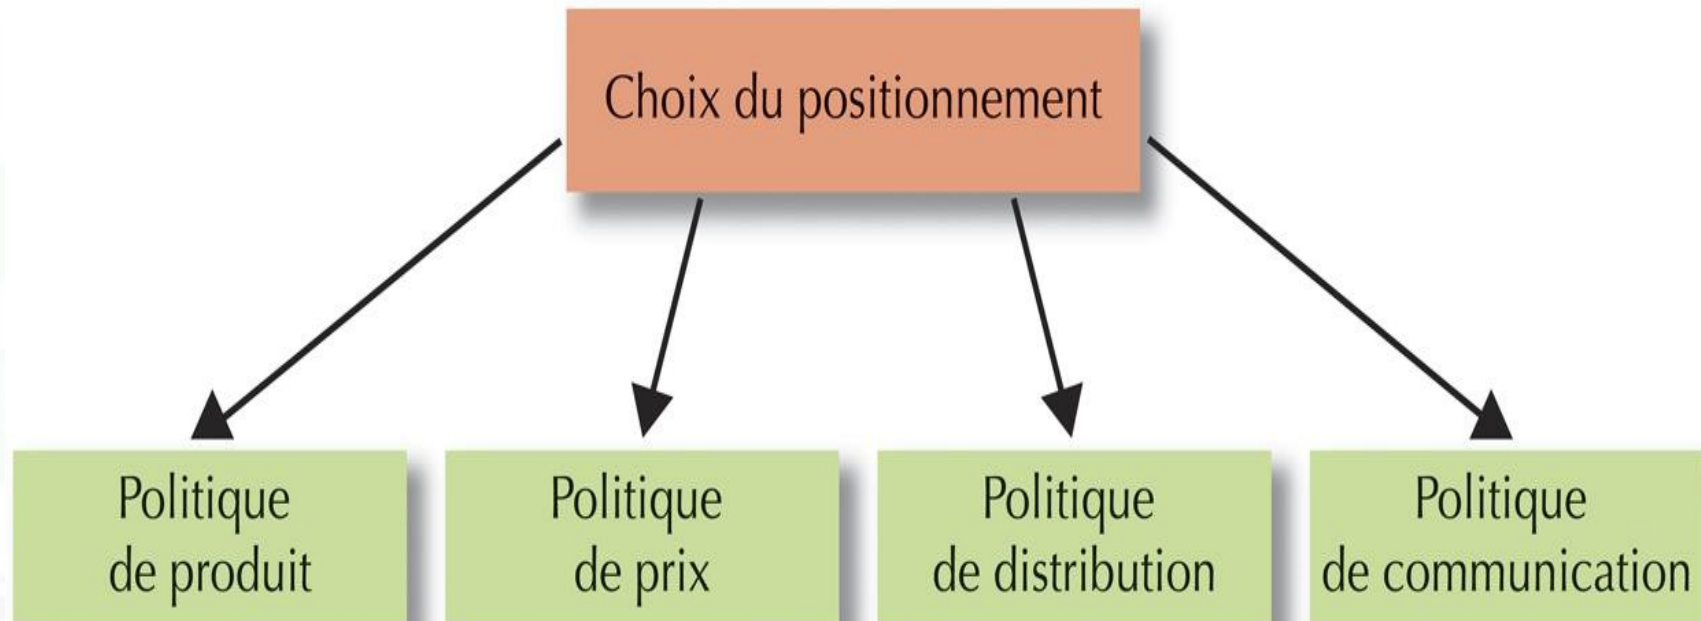 Choix du positionnement
Politique
de produit
Politique
de prix
Politique
de distribution
Politique
de communication